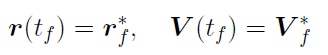 r(t_f) = r_f^*, V(t_f) = V_f^*